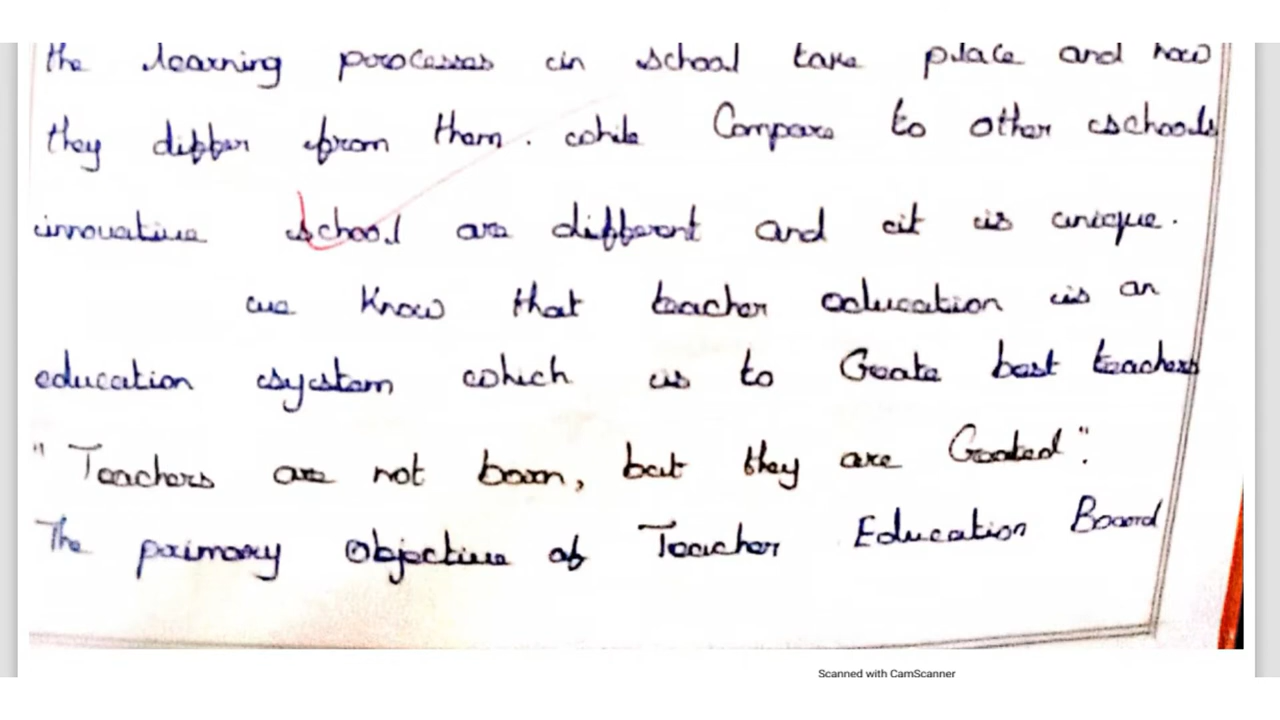 the learning processes in school take place and how
they differ from them. while Compare to other schools
innovative school are different and it is unique.
we know that teacher education is an
education system which is to Create best teachers
"Teachers are not born, but they are Created".
The primary Objective of Teacher Education Board
Scanned with CamScanner